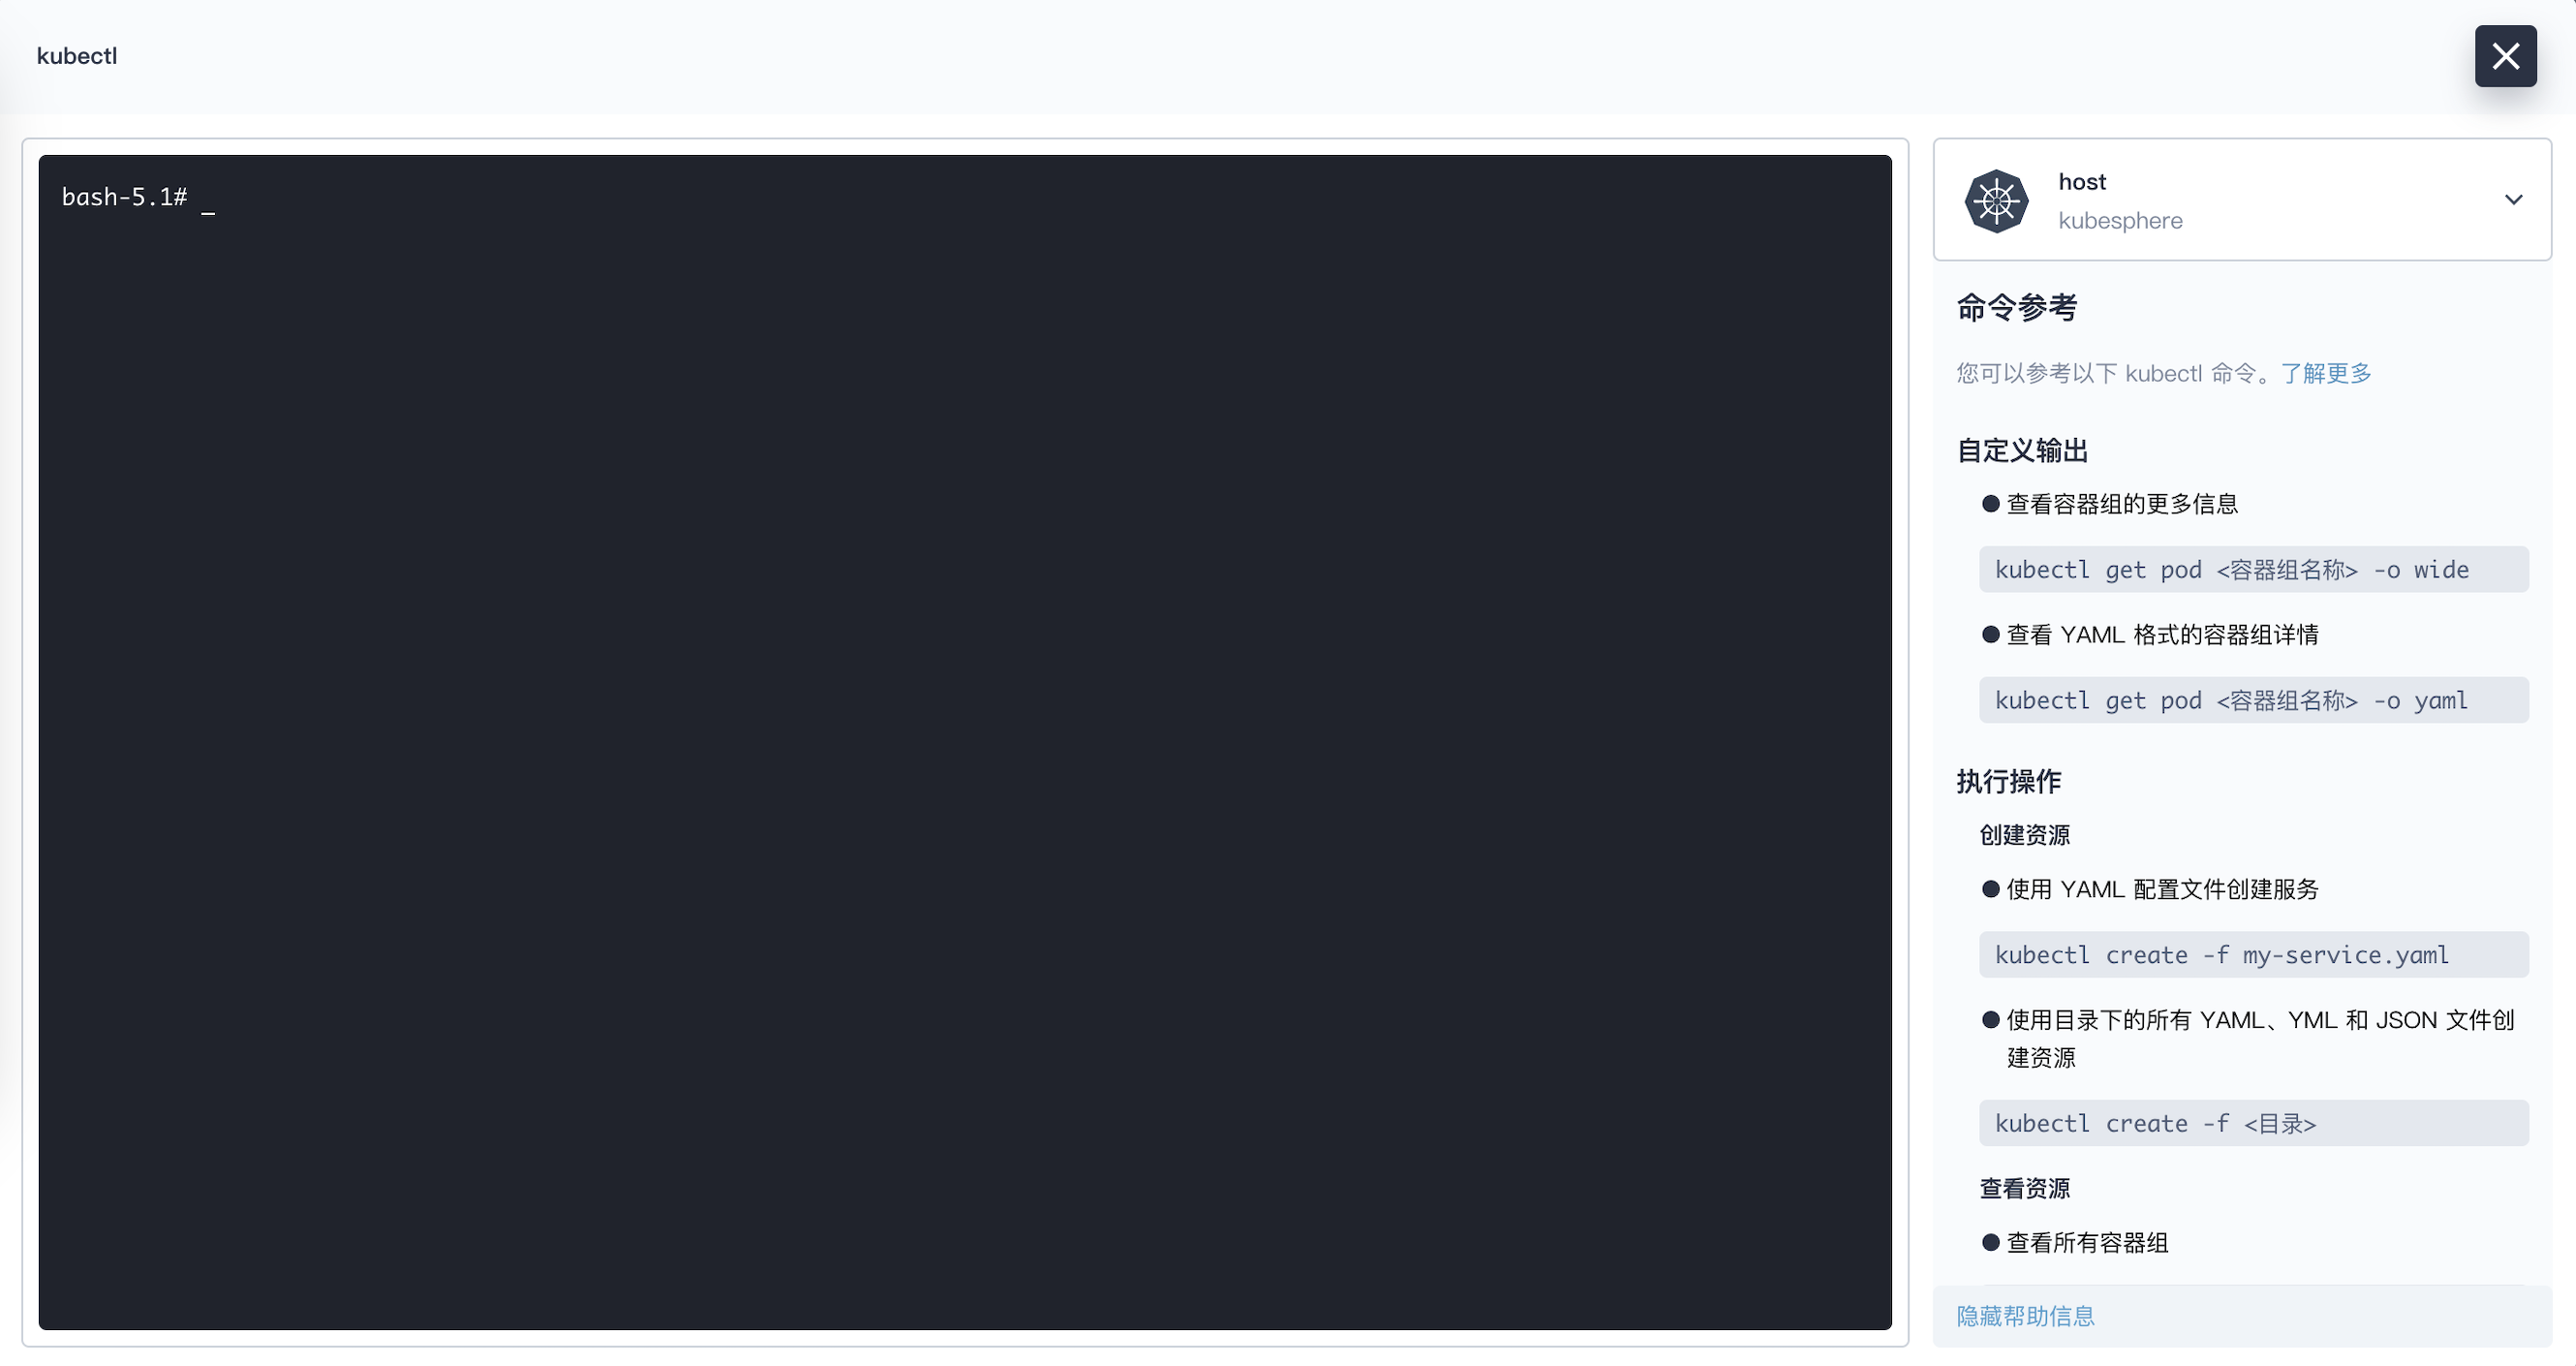 kubectl
bash-5.1# _
host
kubesphere
命令参考
您可以参考以下 kubectl 命令。了解更多
自定义输出
查看容器组的更多信息
kubectl get pod <容器组名称> -o wide
查看 YAML 格式的容器组详情
kubectl get pod <容器组名称> -o yaml
执行操作
创建资源
使用 YAML 配置文件创建服务
kubectl create -f my-service.yaml
使用目录下的所有 YAML、YML 和 JSON 文件创
建资源
kubectl create -f <目录>
查看资源
查看所有容器组
隐藏帮助信息